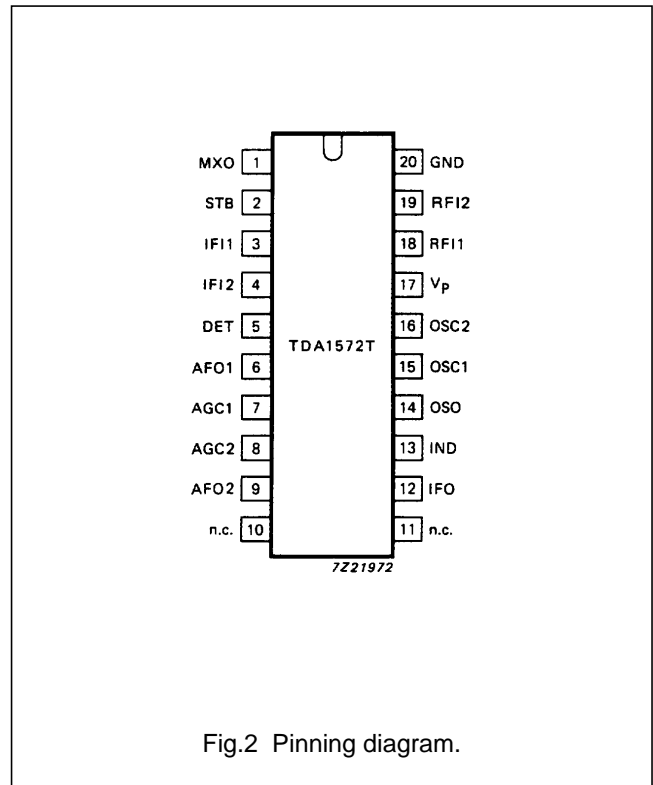 MXO 1 20 GND
STB 2 19 RFI2
IFI1 3 18 RFI1
IFI2 4 17 Vp
DET 5 16 OSC2
TDA1572T
AFO1 6 15 OSC1
AGC1 7 14 OSO
AGC2 8 13 IND
AFO2 9 12 IFO
n.c. 10 11 n.c.
7Z21972
Fig.2 Pinning diagram.